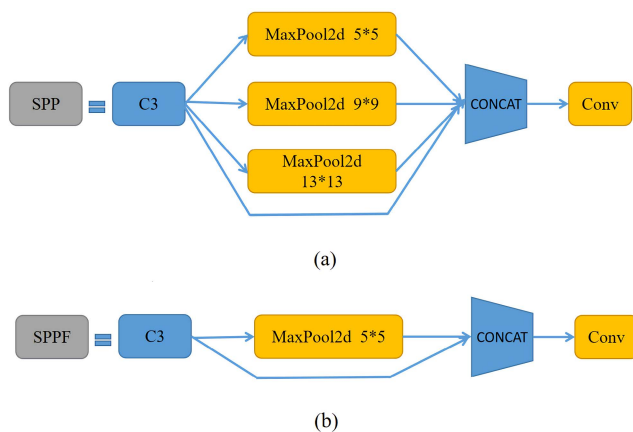 MaxPool2d 5*5
SPP
C3
MaxPool2d 9*9
CONCAT
Conv
MaxPool2d
13*13
(a)
SPPF
C3
MaxPool2d 5*5
CONCAT
Conv
(b)